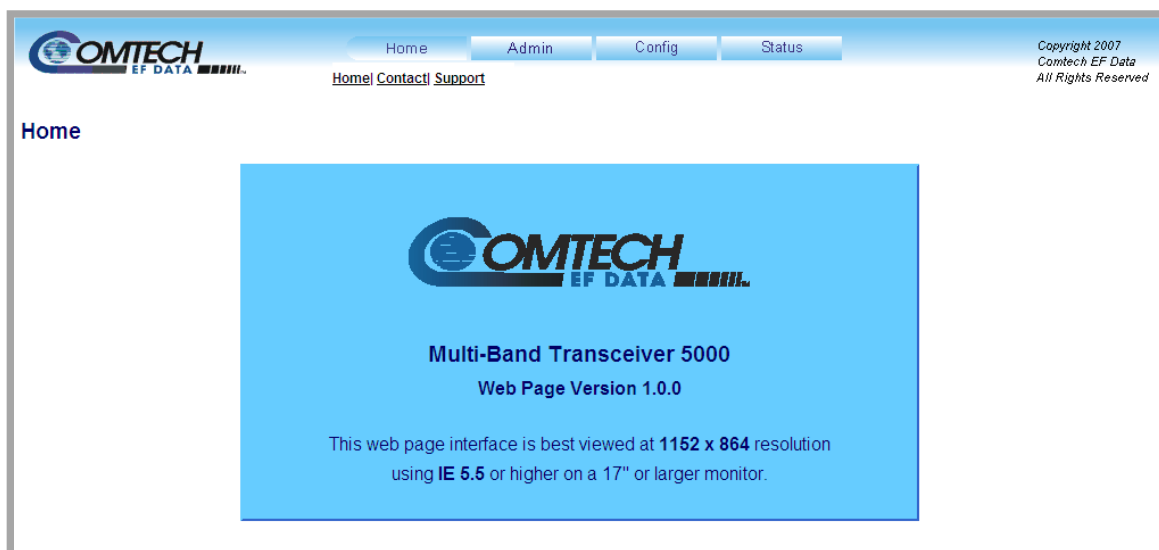 COMTECH
EF DATA
Home Admin Config Status
Home| Contact| Support
Copyright 2007
Comtech EF Data
All Rights Reserved
Home
COMTECH
EF DATA
Multi-Band Transceiver 5000
Web Page Version 1.0.0
This web page interface is best viewed at 1152 x 864 resolution
using IE 5.5 or higher on a 17" or larger monitor.